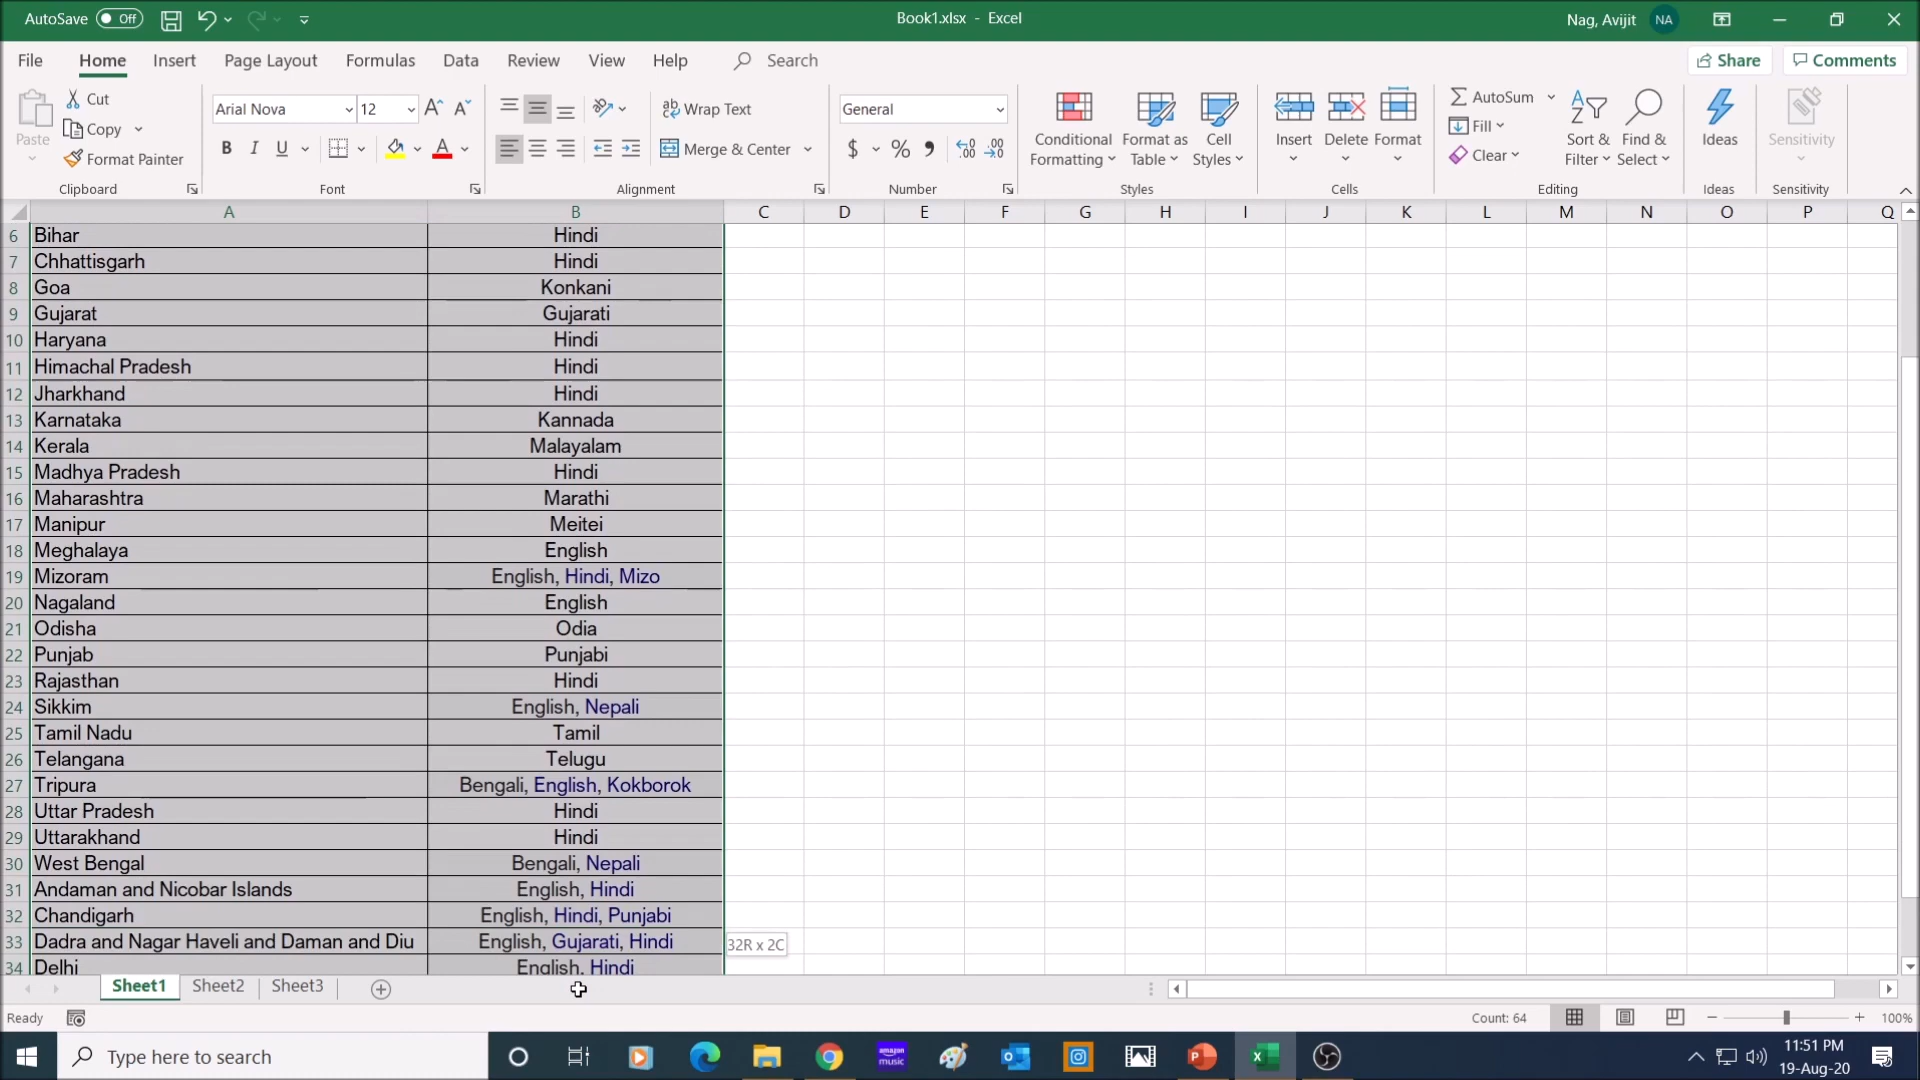 AutoSave Off
Book1.xlsx - Excel
Nag, Avijit NA
File Home Insert Page Layout Formulas Data Review View Help Search
Share Comments
Paste
Cut
Copy
Format Painter
Clipboard
Arial Nova 12
B I U A
Font
Wrap Text
Merge & Center
Alignment
General
$ % ,
Number
Conditional Formatting
Format as Table
Cell Styles
Styles
Insert Delete Format
Cells
AutoSum
Fill
Clear
Sort & Filter
Find & Select
Editing
Ideas
Ideas
Sensitivity
Sensitivity
A B C D E F G H I J K L M N O P Q
6 Bihar Hindi
7 Chhattisgarh Hindi
8 Goa Konkani
9 Gujarat Gujarati
10 Haryana Hindi
11 Himachal Pradesh Hindi
12 Jharkhand Hindi
13 Karnataka Kannada
14 Kerala Malayalam
15 Madhya Pradesh Hindi
16 Maharashtra Marathi
17 Manipur Meitei
18 Meghalaya English
19 Mizoram English, Hindi, Mizo
20 Nagaland English
21 Odisha Odia
22 Punjab Punjabi
23 Rajasthan Hindi
24 Sikkim English, Nepali
25 Tamil Nadu Tamil
26 Telangana Telugu
27 Tripura Bengali, English, Kokborok
28 Uttar Pradesh Hindi
29 Uttarakhand Hindi
30 West Bengal Bengali, Nepali
31 Andaman and Nicobar Islands English, Hindi
32 Chandigarh English, Hindi, Punjabi
33 Dadra and Nagar Haveli and Daman and Diu English, Gujarati, Hindi 32R x 2C
34 Delhi English, Hindi
Sheet1 Sheet2 Sheet3
Ready Count: 64 100%
Type here to search
amazon music
11:51 PM
19-Aug-20